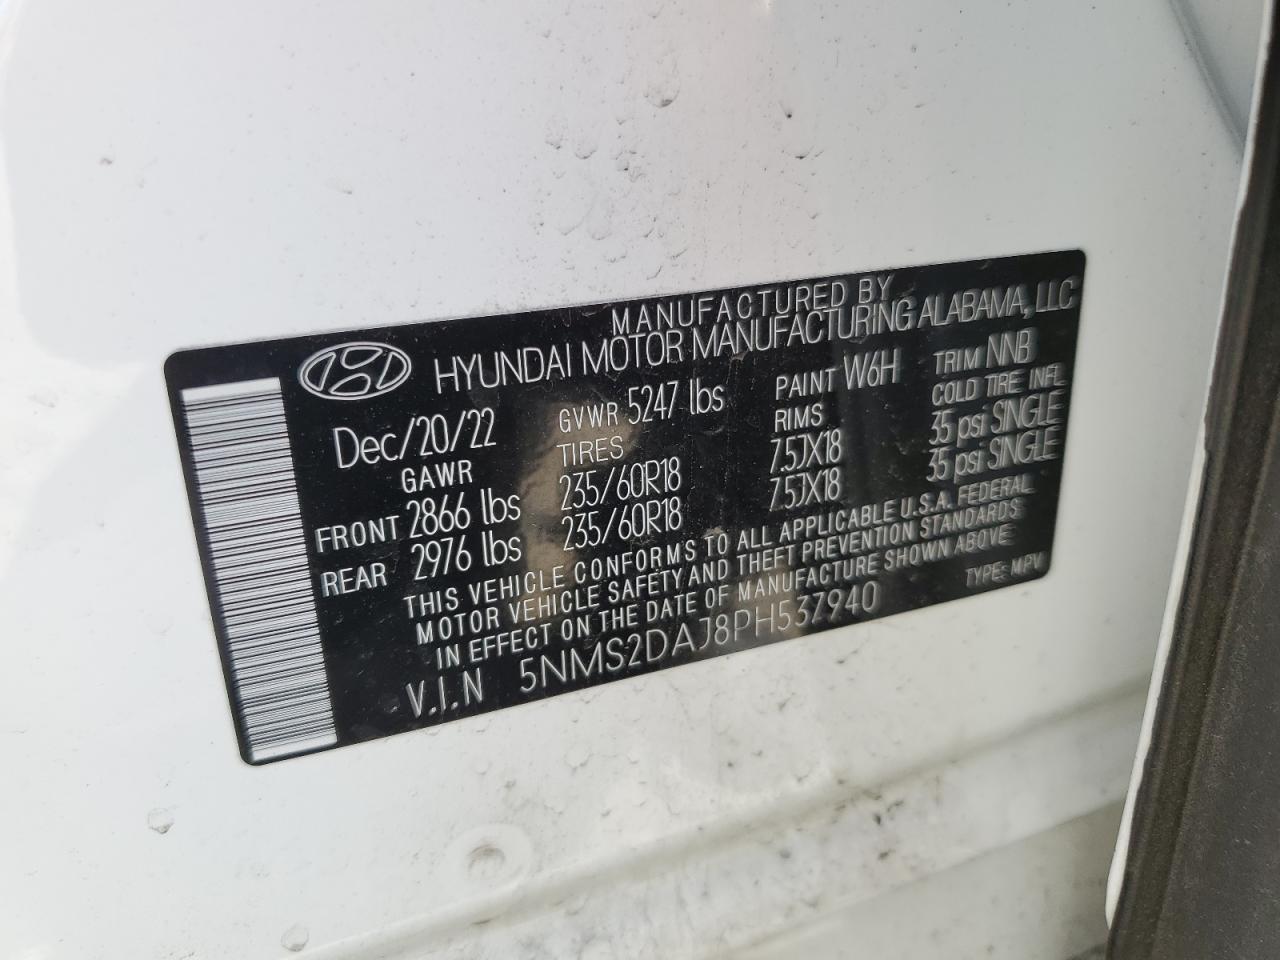 MANUFACTURED BY
HYUNDAI MOTOR MANUFACTURING ALABAMA, LLC
Dec/20/22 GVWR 5247 lbs PAINT W6H TRIM NNB
GAWR TIRES RIMS COLD TIRE INFL
FRONT 2866 lbs 235/60R18 7.5JX18 35 psi SINGLE
REAR 2976 lbs 235/60R18 7.5JX18 35 psi SINGLE
THIS VEHICLE CONFORMS TO ALL APPLICABLE U.S.A. FEDERAL
MOTOR VEHICLE SAFETY AND THEFT PREVENTION STANDARDS
IN EFFECT ON THE DATE OF MANUFACTURE SHOWN ABOVE
V.I.N 5NMS2DAJ8PH537940 TYPE: MPV